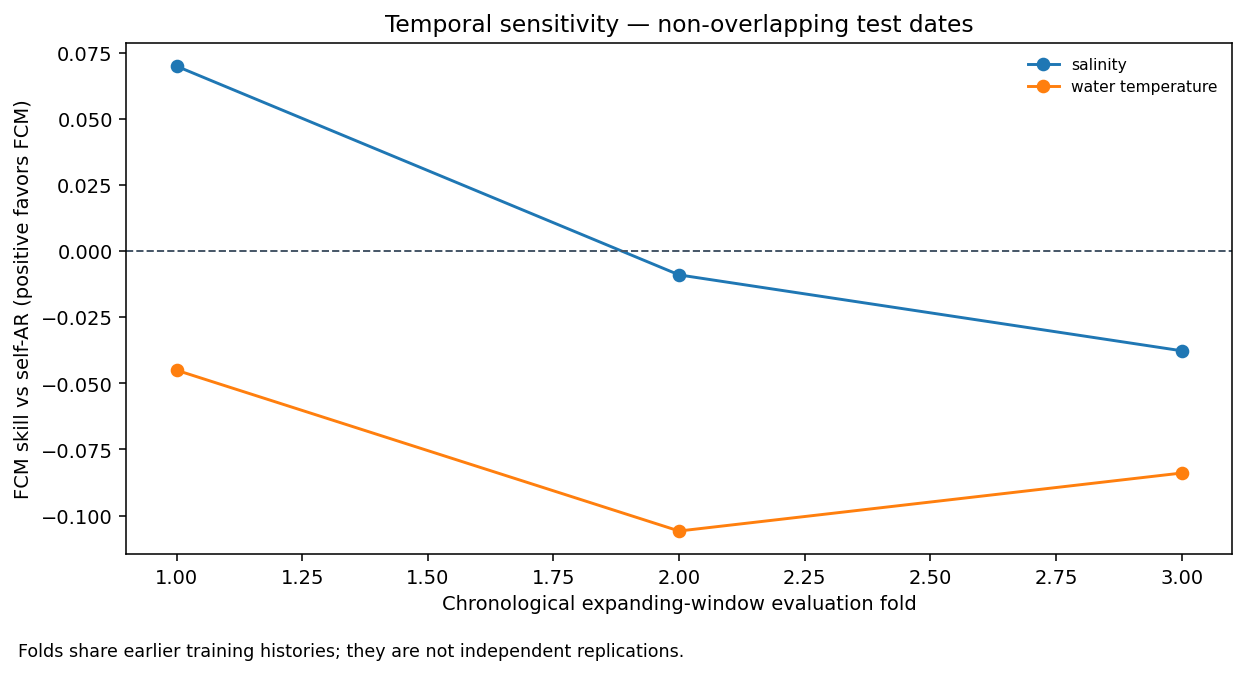 Temporal sensitivity — non-overlapping test dates
salinity
water temperature
FCM skill vs self-AR (positive favors FCM)
0.075
0.050
0.025
0.000
−0.025
−0.050
−0.075
−0.100
1.00 1.25 1.50 1.75 2.00 2.25 2.50 2.75 3.00
Chronological expanding-window evaluation fold
Folds share earlier training histories; they are not independent replications.